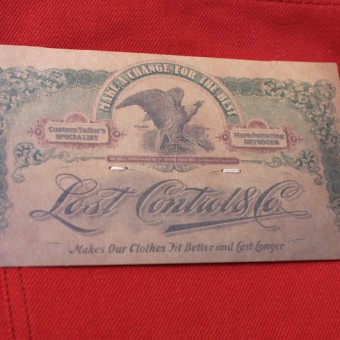 MAKE A CHANGE FOR THE BEST
Custom Tailor's
SPECIALIST
Manufacturing
DRYGOODS
Lost Control & Co.
Makes Our Clothes Fit Better and Last Longer